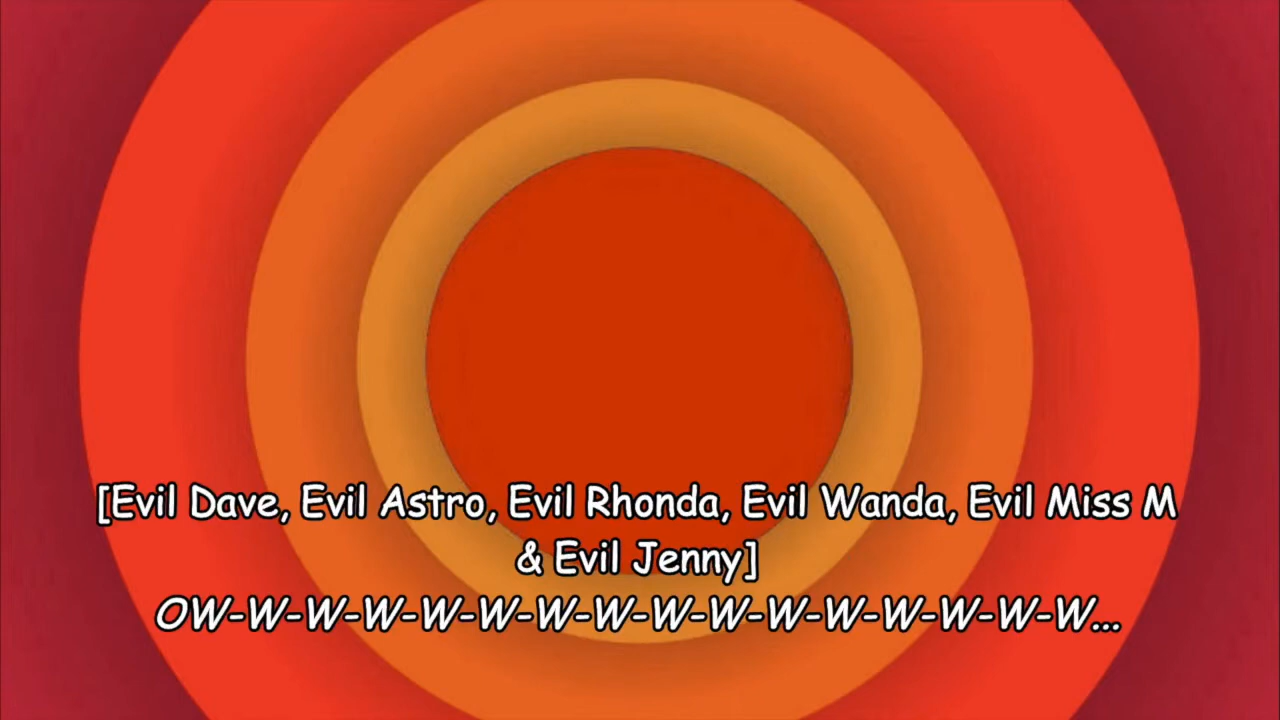 [Evil Dave, Evil Astro, Evil Rhonda, Evil Wanda, Evil Miss M
& Evil Jenny]
OW-W-W-W-W-W-W-W-W-W-W-W-W-W-W-W...